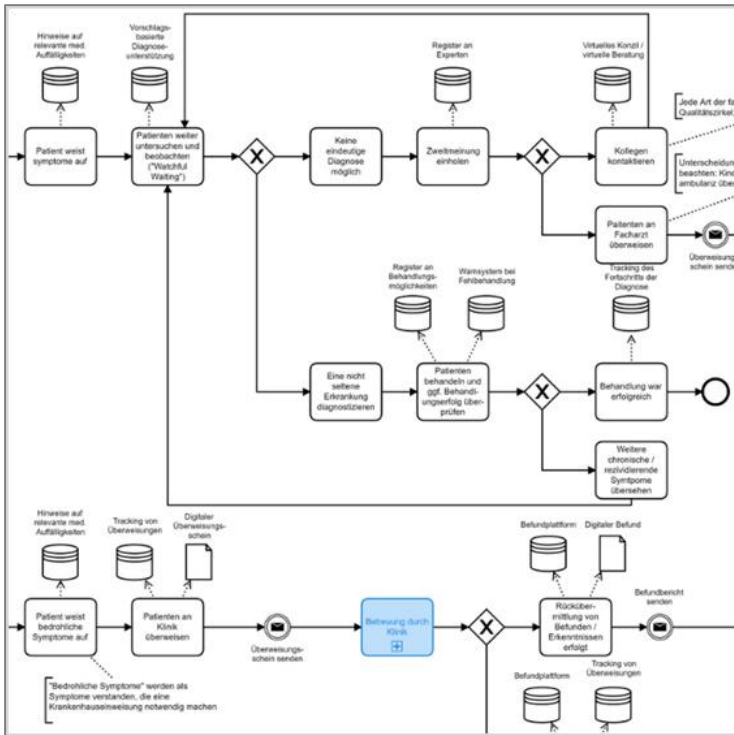 Hinweise auf
relevante med.
Auffälligkeiten
Vorschlags-
basierte
Diagnose-
unterstützung
Register an
Experten
Virtuelles Konzil /
virtuelle Beratung
Jede Art der fa
Qualitätszirkel,
Patient weist
symptome auf
Patienten weiter
untersuchen und
beobachten
("Watchful
Waiting")
X
Keine
eindeutige
Diagnose
möglich
Zweitmeinung
einholen
X
Kollegen
kontaktieren
Unterscheidung
beachten: Kind
ambulanz über
Patienten an
Facharzt
überweisen
Überweisung
schein sende
Register an
Behandlungs-
möglichkeiten
Warnsystem bei
Fehlbehandlung
Tracking des
Fortschritts der
Diagnose
Eine nicht
seltene
Erkrankung
diagnostizieren
Patienten
behandeln und
ggf. Behandl-
ungserfolg über-
prüfen
X
Behandlung war
erfolgreich
Weitere
chronische /
rezividierende
Symtpome
übersehen
Hinweise auf
relevante med.
Auffälligkeiten
Tracking von
Überweisungen
Digitaler
Überweisungs-
schein
Befundplattform
Digitaler Befund
Patient weist
bedrohliche
Symptome auf
Patienten an
Klinik
überweisen
Überweisungs-
schein senden
Betreuung durch
Klinik
X
Rücküber-
mittlung von
Befunden /
Erkenntnissen
erfolgt
Befundbericht
senden
"Bedrohliche Symptome" werden als
Symptome verstanden, die eine
Krankenhauseinweisung notwendig machen
Befundplattform
Tracking von
Überweisungen